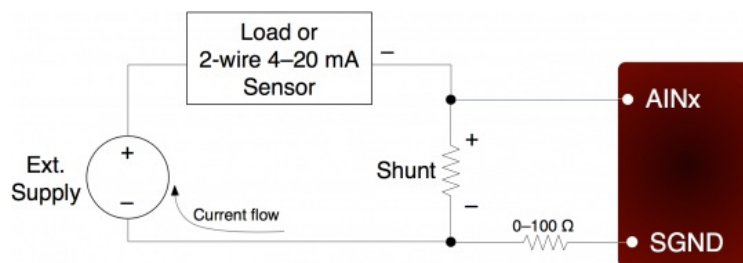 Load or
2-wire 4–20 mA
Sensor
–
+
–
Ext.
Supply
Current flow
Shunt
+
–
0–100 Ω
AINx
SGND